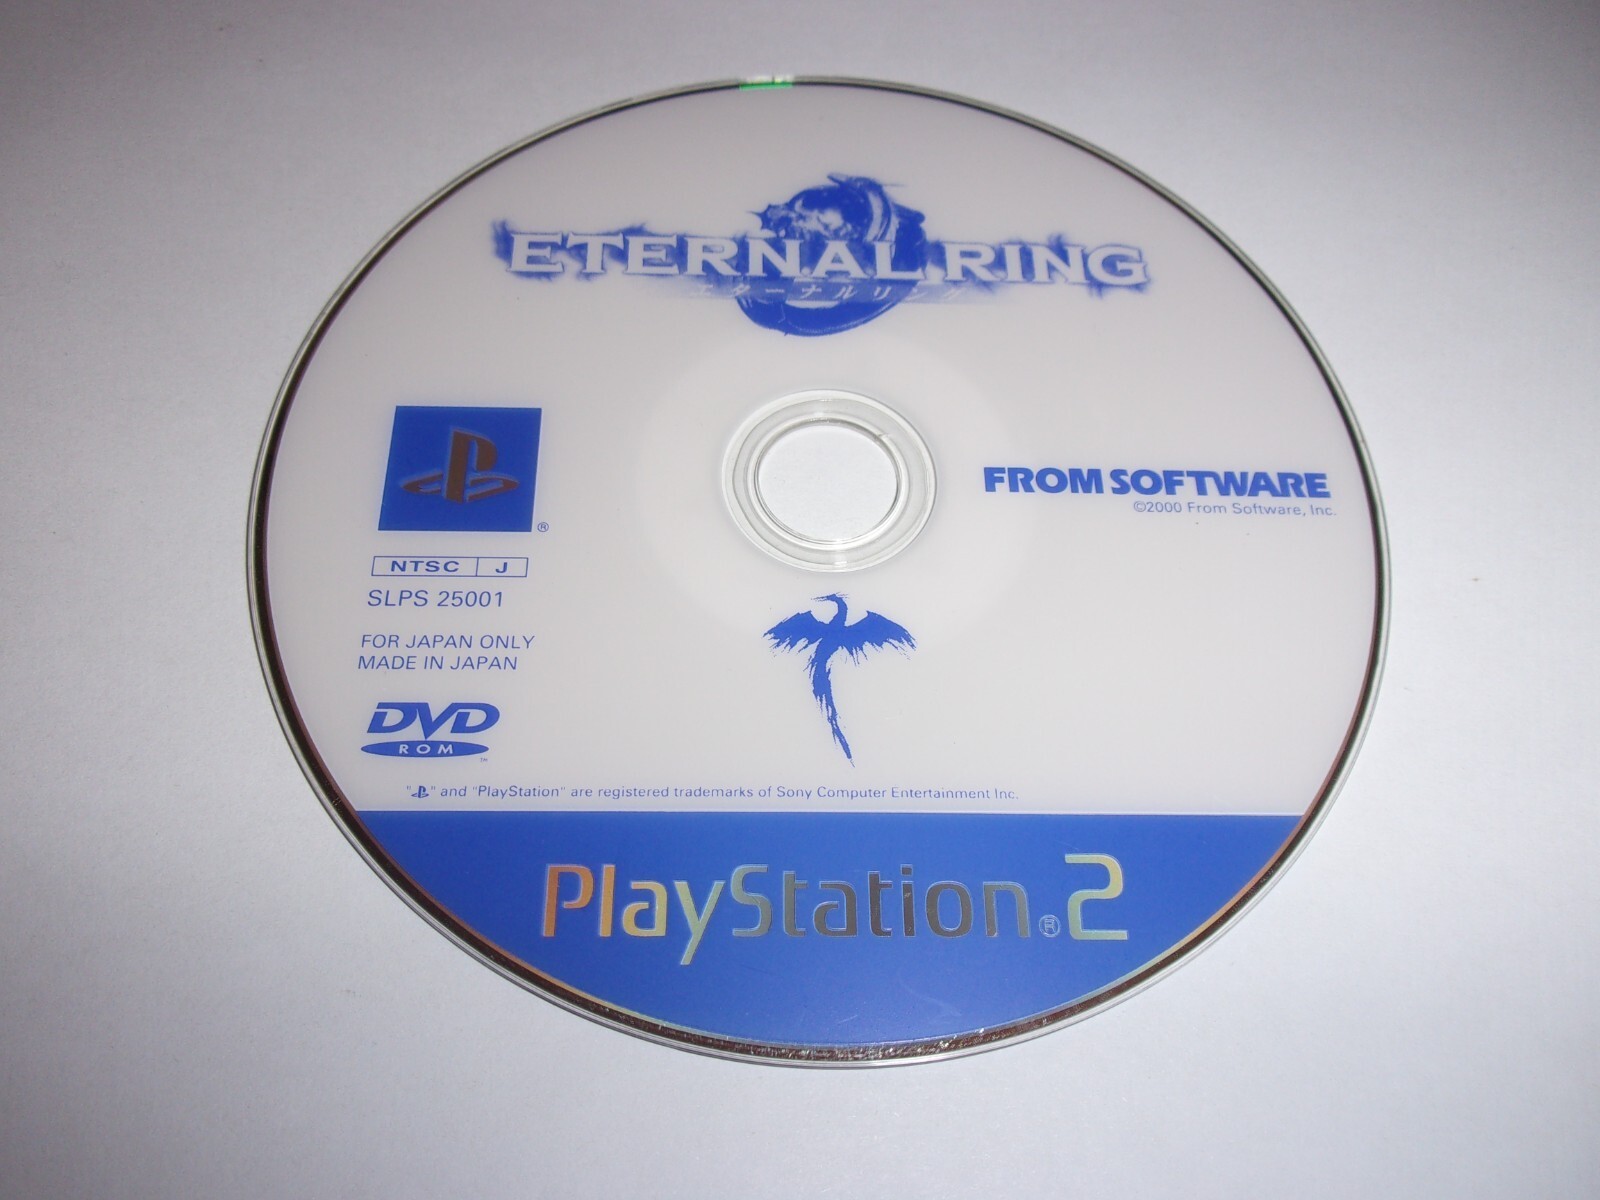 ETERNAL RING
エターナルリング
FROM SOFTWARE
©2000 From Software, Inc.
®
NTSC J
SLPS 25001
FOR JAPAN ONLY
MADE IN JAPAN
DVD
ROM
™
"PS" and "PlayStation" are registered trademarks of Sony Computer Entertainment Inc.
PlayStation®2